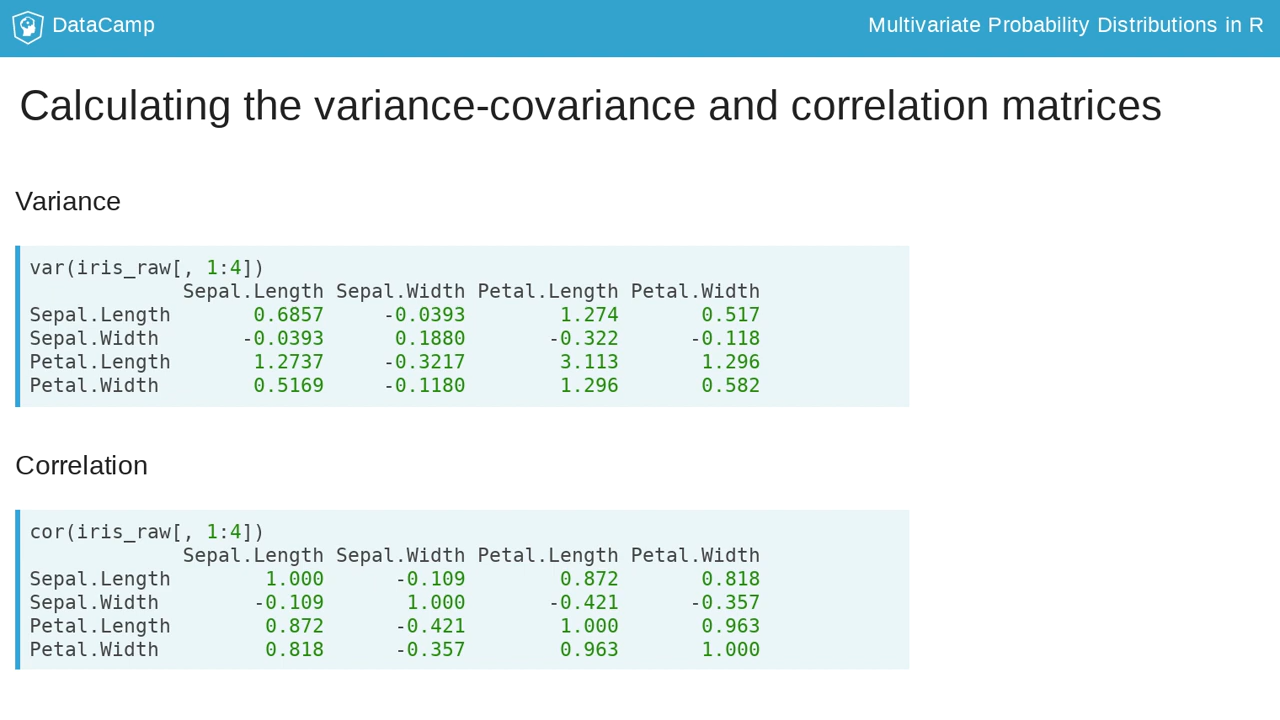 DataCamp
Multivariate Probability Distributions in R
Calculating the variance-covariance and correlation matrices
Variance
var(iris_raw[, 1:4])
             Sepal.Length Sepal.Width Petal.Length Petal.Width
Sepal.Length       0.6857     -0.0393        1.274       0.517
Sepal.Width       -0.0393      0.1880       -0.322      -0.118
Petal.Length       1.2737     -0.3217        3.113       1.296
Petal.Width        0.5169     -0.1180        1.296       0.582
Correlation
cor(iris_raw[, 1:4])
             Sepal.Length Sepal.Width Petal.Length Petal.Width
Sepal.Length        1.000      -0.109        0.872       0.818
Sepal.Width        -0.109       1.000       -0.421      -0.357
Petal.Length        0.872      -0.421        1.000       0.963
Petal.Width         0.818      -0.357        0.963       1.000